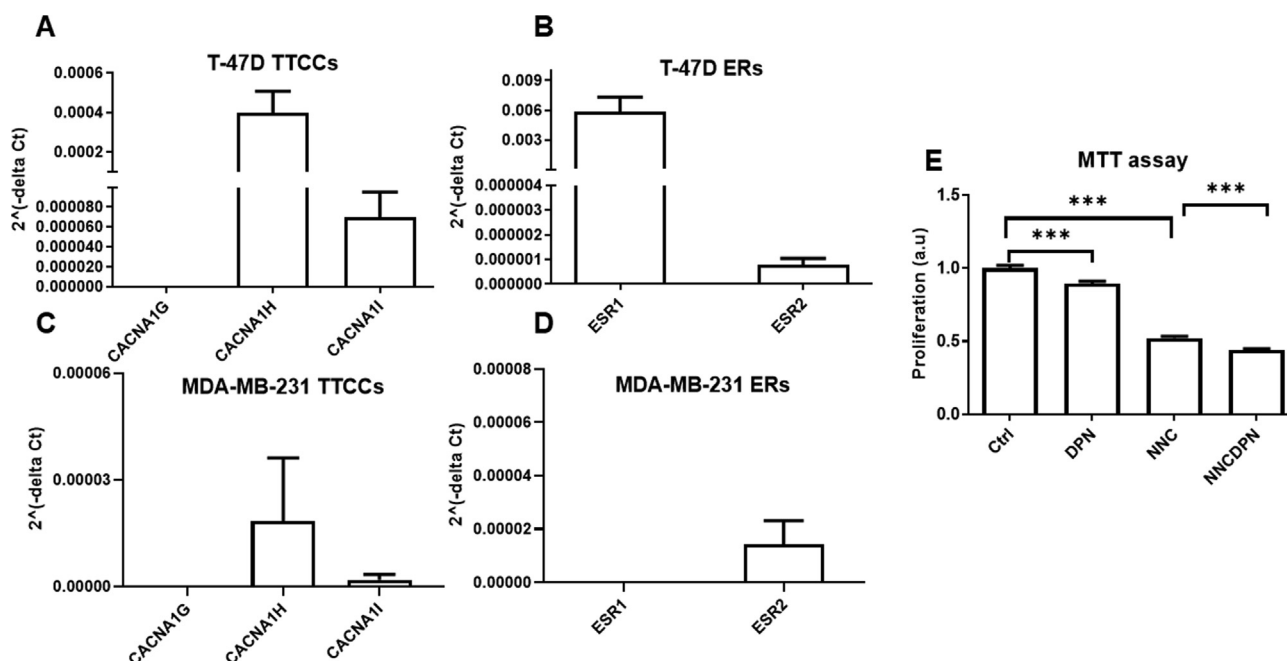 A
T-47D TTCCs
2^(-delta Ct)
0.0006
0.0004
0.0002
0.000080
0.000060
0.000040
0.000020
0.000000
CACNA1G
CACNA1H
CACNA1I
B
T-47D ERs
2^(-delta Ct)
0.009
0.006
0.003
0.000004
0.000003
0.000002
0.000001
0.000000
ESR1
ESR2
C
MDA-MB-231 TTCCs
2^(-delta Ct)
0.00006
0.00003
0.00000
CACNA1G
CACNA1H
CACNA1I
D
MDA-MB-231 ERs
2^(-delta Ct)
0.00008
0.00006
0.00004
0.00002
0.00000
ESR1
ESR2
E
MTT assay
Proliferation (a.u)
1.5
1.0
0.5
0.0
***
***
***
Ctrl
DPN
NNC
NNCDPN